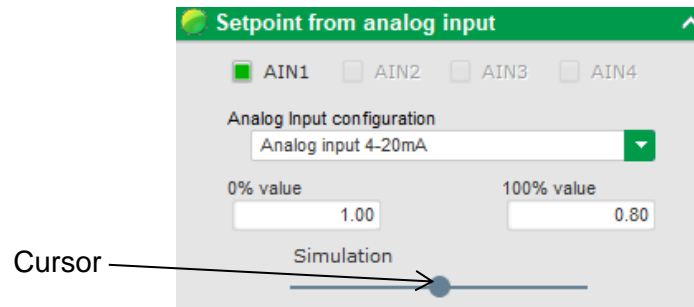 Setpoint from analog input
AIN1 AIN2 AIN3 AIN4
Analog Input configuration
Analog input 4-20mA
0% value 100% value
1.00 0.80
Simulation
Cursor